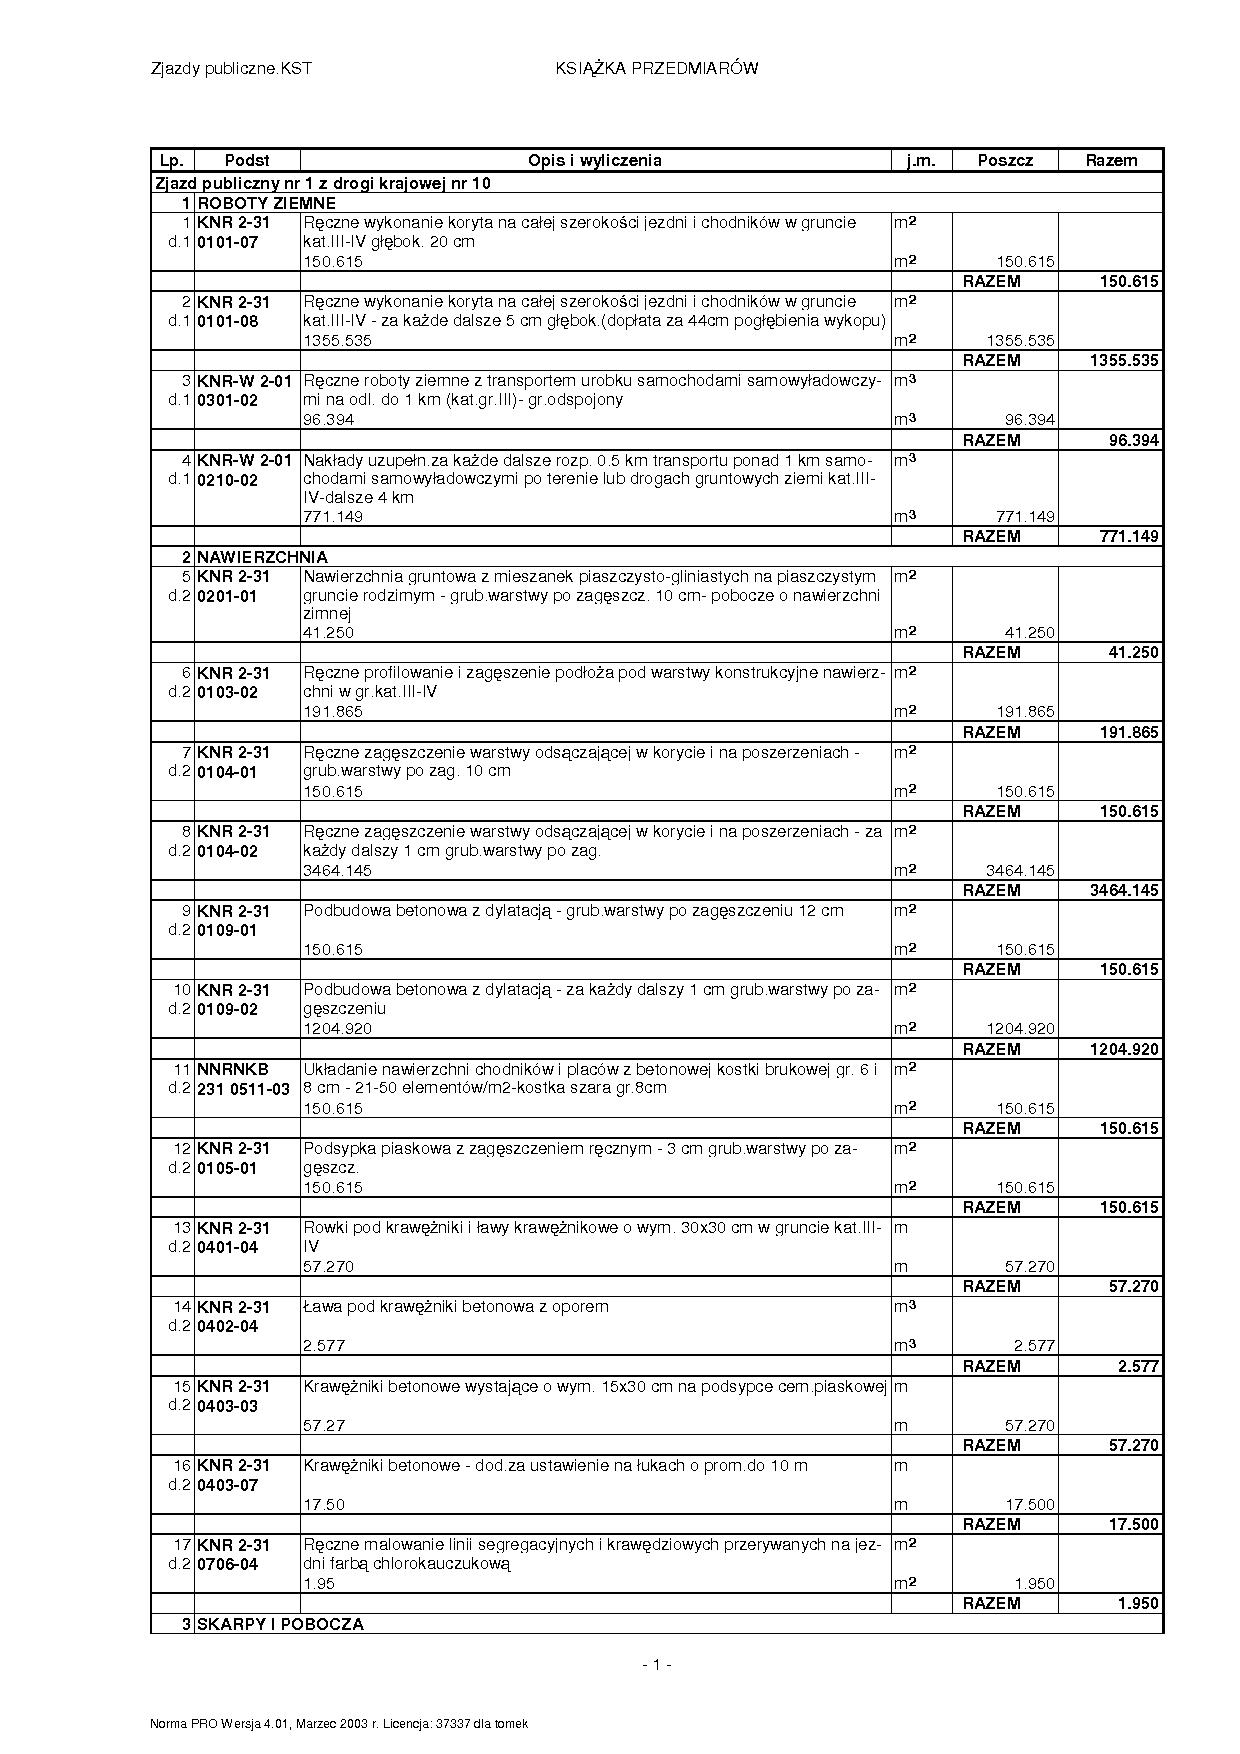 Zjazdy publiczne.KST KSIĄŻKA PRZEDMIARÓW
Lp. Podst Opis i wyliczenia j.m. Poszcz Razem
Zjazd publiczny nr 1 z drogi krajowej nr 10
1 ROBOTY ZIEMNE
1 KNR 2-31 Ręczne wykonanie koryta na całej szerokości jezdni i chodników w gruncie m2
d.1 0101-07 kat.III-IV głębok. 20 cm
150.615 m2 150.615
RAZEM 150.615
2 KNR 2-31 Ręczne wykonanie koryta na całej szerokości jezdni i chodników w gruncie m2
d.1 0101-08 kat.III-IV - za każde dalsze 5 cm głębok.(dopłata za 44cm pogłębienia wykopu)
1355.535 m2 1355.535
RAZEM 1355.535
3 KNR-W 2-01 Ręczne roboty ziemne z transportem urobku samochodami samowyładowczy- m3
d.1 0301-02 mi na odl. do 1 km (kat.gr.III)- gr.odspojony
96.394 m3 96.394
RAZEM 96.394
4 KNR-W 2-01 Nakłady uzupełn.za każde dalsze rozp. 0.5 km transportu ponad 1 km samo- m3
d.1 0210-02 chodami samowyładowczymi po terenie lub drogach gruntowych ziemi kat.III-
IV-dalsze 4 km
771.149 m3 771.149
RAZEM 771.149
2 NAWIERZCHNIA
5 KNR 2-31 Nawierzchnia gruntowa z mieszanek piaszczysto-gliniastych na piaszczystym m2
d.2 0201-01 gruncie rodzimym - grub.warstwy po zagęszcz. 10 cm- pobocze o nawierzchni
zimnej
41.250 m2 41.250
RAZEM 41.250
6 KNR 2-31 Ręczne profilowanie i zagęszenie podłoża pod warstwy konstrukcyjne nawierz- m2
d.2 0103-02 chni w gr.kat.III-IV
191.865 m2 191.865
RAZEM 191.865
7 KNR 2-31 Ręczne zagęszczenie warstwy odsączającej w korycie i na poszerzeniach - m2
d.2 0104-01 grub.warstwy po zag. 10 cm
150.615 m2 150.615
RAZEM 150.615
8 KNR 2-31 Ręczne zagęszczenie warstwy odsączającej w korycie i na poszerzeniach - za m2
d.2 0104-02 każdy dalszy 1 cm grub.warstwy po zag.
3464.145 m2 3464.145
RAZEM 3464.145
9 KNR 2-31 Podbudowa betonowa z dylatacją - grub.warstwy po zagęszczeniu 12 cm m2
d.2 0109-01
150.615 m2 150.615
RAZEM 150.615
10 KNR 2-31 Podbudowa betonowa z dylatacją - za każdy dalszy 1 cm grub.warstwy po za- m2
d.2 0109-02 gęszczeniu
1204.920 m2 1204.920
RAZEM 1204.920
11 NNRNKB Układanie nawierzchni chodników i placów z betonowej kostki brukowej gr. 6 i m2
d.2 231 0511-03 8 cm - 21-50 elementów/m2-kostka szara gr.8cm
150.615 m2 150.615
RAZEM 150.615
12 KNR 2-31 Podsypka piaskowa z zagęszczeniem ręcznym - 3 cm grub.warstwy po za- m2
d.2 0105-01 gęszcz.
150.615 m2 150.615
RAZEM 150.615
13 KNR 2-31 Rowki pod krawężniki i ławy krawężnikowe o wym. 30x30 cm w gruncie kat.III- m
d.2 0401-04 IV
57.270 m 57.270
RAZEM 57.270
14 KNR 2-31 Ława pod krawężniki betonowa z oporem m3
d.2 0402-04
2.577 m3 2.577
RAZEM 2.577
15 KNR 2-31 Krawężniki betonowe wystające o wym. 15x30 cm na podsypce cem.piaskowej m
d.2 0403-03
57.27 m 57.270
RAZEM 57.270
16 KNR 2-31 Krawężniki betonowe - dod.za ustawienie na łukach o prom.do 10 m m
d.2 0403-07
17.50 m 17.500
RAZEM 17.500
17 KNR 2-31 Ręczne malowanie linii segregacyjnych i krawędziowych przerywanych na jez- m2
d.2 0706-04 dni farbą chlorokauczukową
1.95 m2 1.950
RAZEM 1.950
3 SKARPY I POBOCZA
- 1 -
Norma PRO Wersja 4.01, Marzec 2003 r. Licencja: 37337 dla tomek